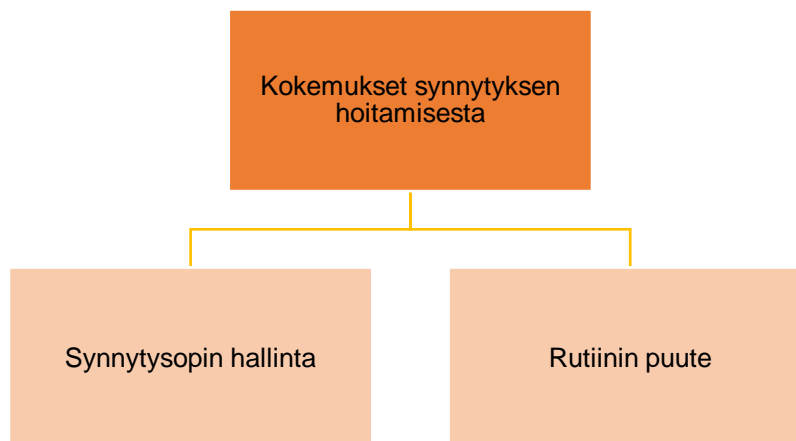 Kokemukset synnytyksen
hoitamisesta
Synnytysopin hallinta
Rutiinin puute